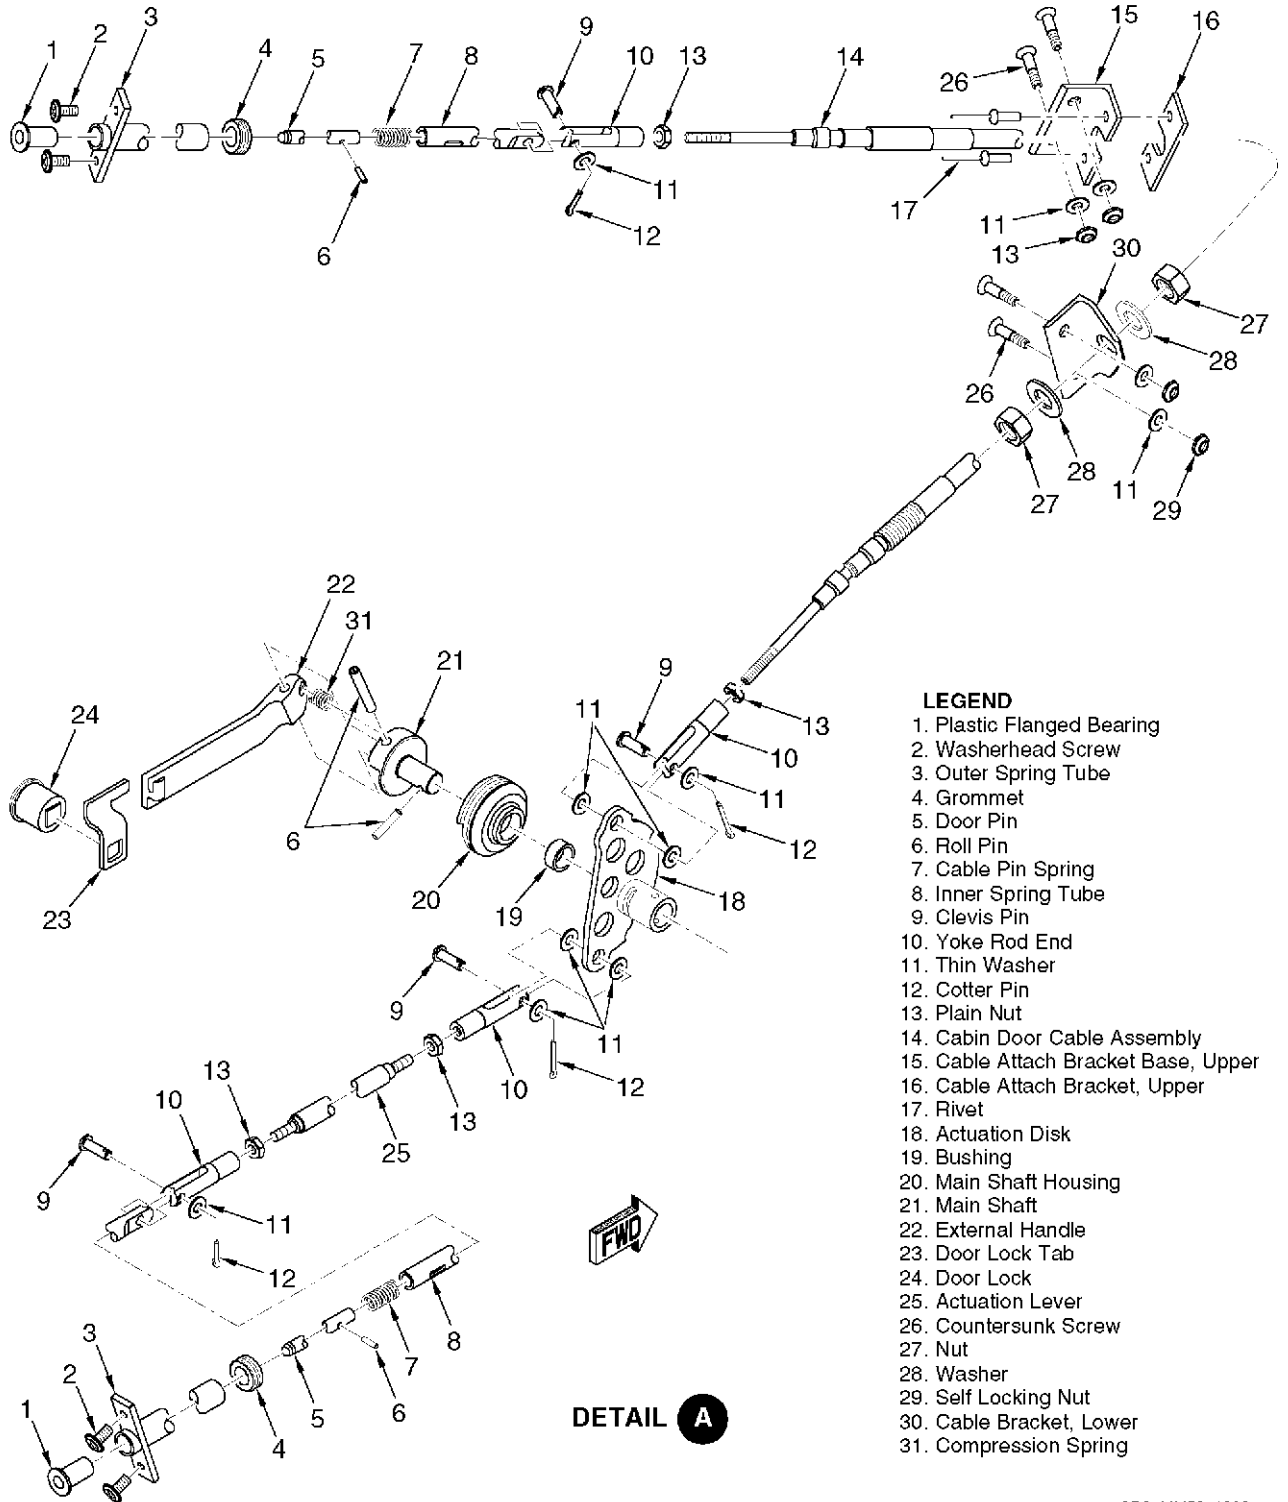 1 2 3 4 5 7 8 9 10 13 14 26 15 16
6 11 12 17 11 13 30
27 28 26 27 28 11 29
22 31 21 24 9 13 10 11 11 12
6 23 20 19 18
9 11 10 12 13 25
13 10 9 11 12
FWD
8 7 6 5 4 3 2 1
DETAIL A
LEGEND
1. Plastic Flanged Bearing
2. Washerhead Screw
3. Outer Spring Tube
4. Grommet
5. Door Pin
6. Roll Pin
7. Cable Pin Spring
8. Inner Spring Tube
9. Clevis Pin
10. Yoke Rod End
11. Thin Washer
12. Cotter Pin
13. Plain Nut
14. Cabin Door Cable Assembly
15. Cable Attach Bracket Base, Upper
16. Cable Attach Bracket, Upper
17. Rivet
18. Actuation Disk
19. Bushing
20. Main Shaft Housing
21. Main Shaft
22. External Handle
23. Door Lock Tab
24. Door Lock
25. Actuation Lever
26. Countersunk Screw
27. Nut
28. Washer
29. Self Locking Nut
30. Cable Bracket, Lower
31. Compression Spring